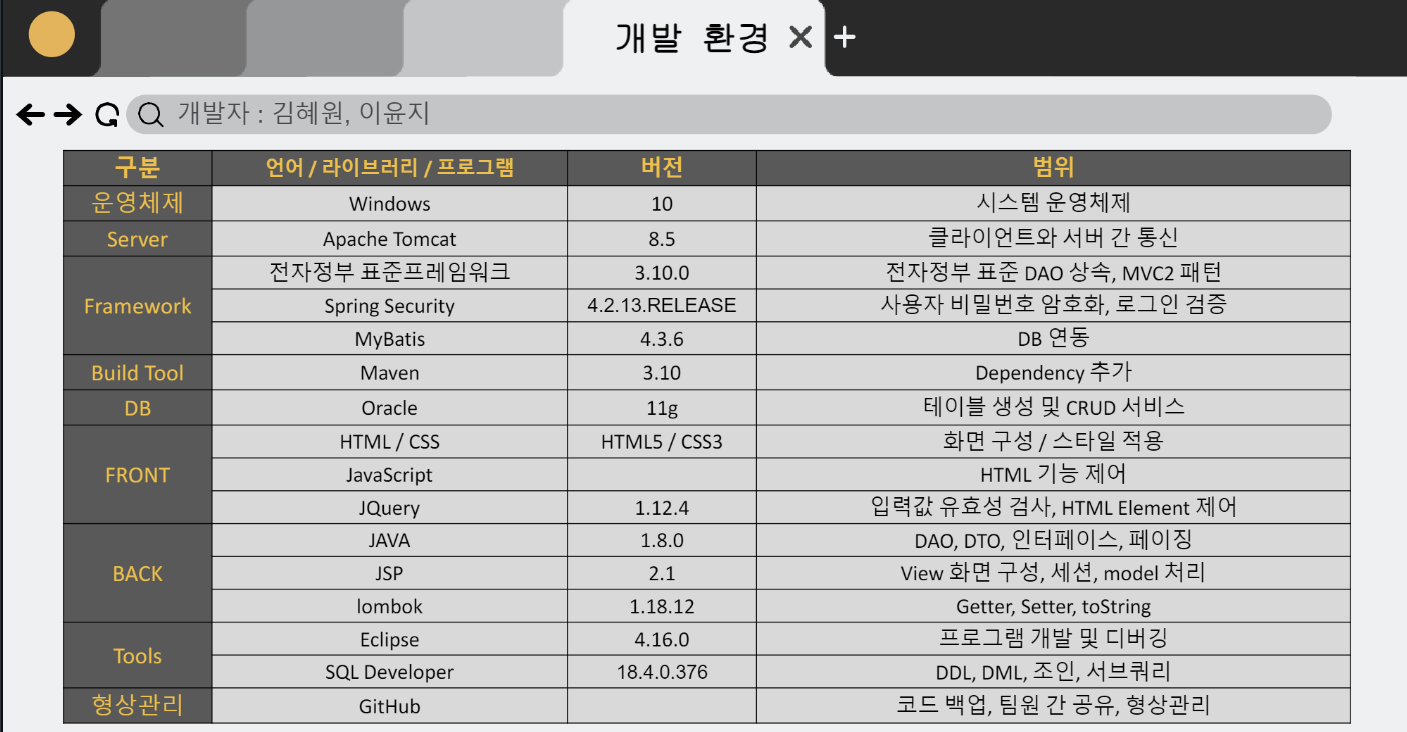 개발 환경
개발자 : 김혜원, 이윤지
구분 언어 / 라이브러리 / 프로그램 버전 범위
운영체제 Windows 10 시스템 운영체제
Server Apache Tomcat 8.5 클라이언트와 서버 간 통신
Framework 전자정부 표준프레임워크 3.10.0 전자정부 표준 DAO 상속, MVC2 패턴
Spring Security 4.2.13.RELEASE 사용자 비밀번호 암호화, 로그인 검증
MyBatis 4.3.6 DB 연동
Build Tool Maven 3.10 Dependency 추가
DB Oracle 11g 테이블 생성 및 CRUD 서비스
FRONT HTML / CSS HTML5 / CSS3 화면 구성 / 스타일 적용
JavaScript HTML 기능 제어
JQuery 1.12.4 입력값 유효성 검사, HTML Element 제어
BACK JAVA 1.8.0 DAO, DTO, 인터페이스, 페이징
JSP 2.1 View 화면 구성, 세션, model 처리
lombok 1.18.12 Getter, Setter, toString
Tools Eclipse 4.16.0 프로그램 개발 및 디버깅
SQL Developer 18.4.0.376 DDL, DML, 조인, 서브쿼리
형상관리 GitHub 코드 백업, 팀원 간 공유, 형상관리